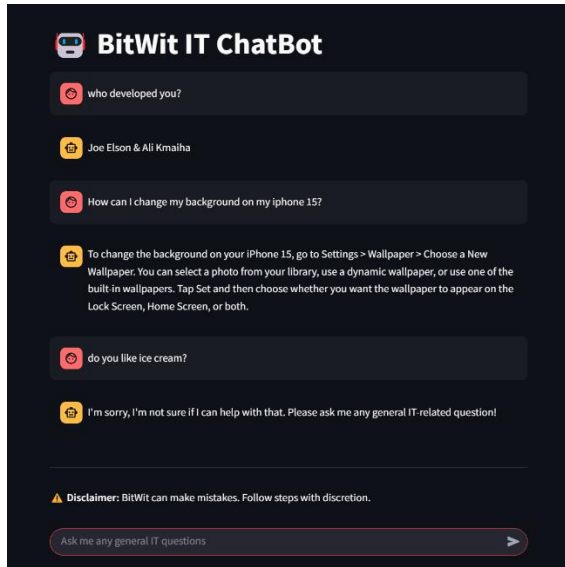 BitWit IT ChatBot
who developed you?
Joe Elson & Ali Kmaiha
How can I change my background on my iphone 15?
To change the background on your iPhone 15, go to Settings > Wallpaper > Choose a New
Wallpaper. You can select a photo from your library, use a dynamic wallpaper, or use one of the
built-in wallpapers. Tap Set and then choose whether you want the wallpaper to appear on the
Lock Screen, Home Screen, or both.
do you like ice cream?
I'm sorry, I'm not sure if I can help with that. Please ask me any general IT-related question!
Disclaimer: BitWit can make mistakes. Follow steps with discretion.
Ask me any general IT questions